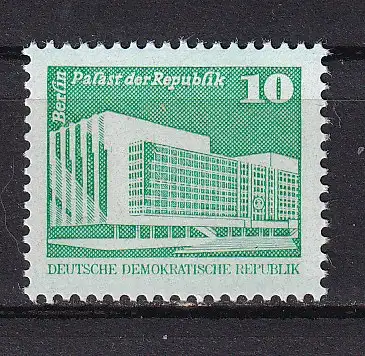 Berlin
Palast der Republik
10
DEUTSCHE DEMOKRATISCHE REPUBLIK